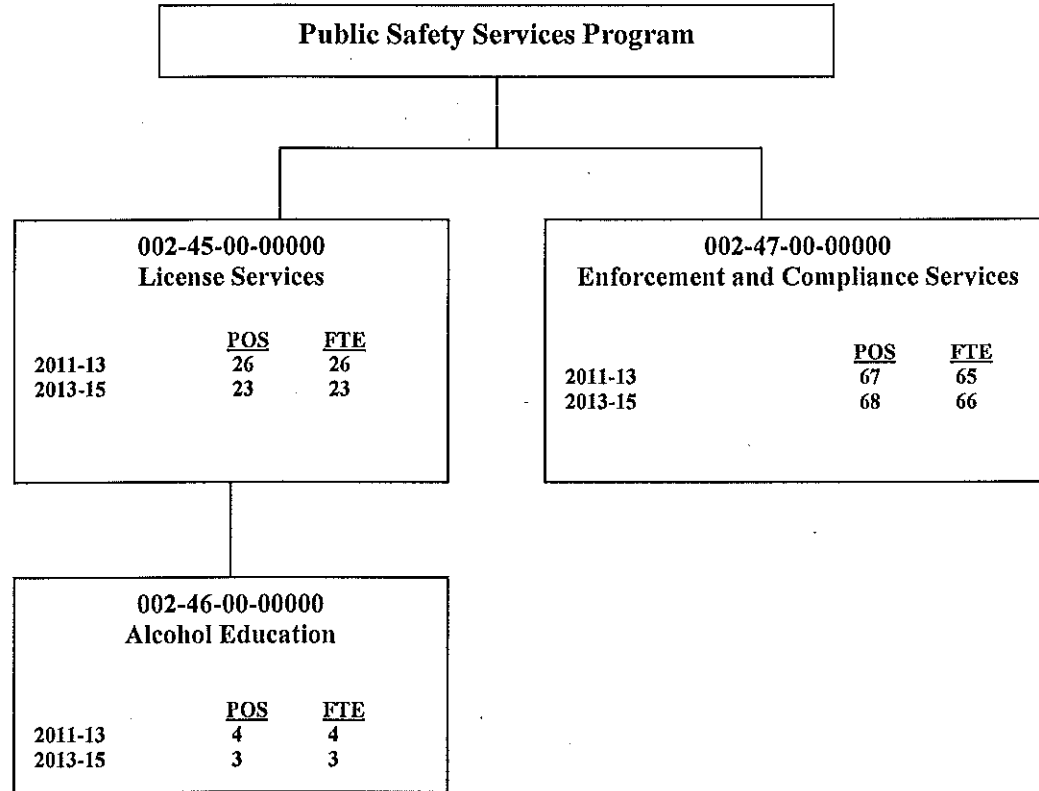 Public Safety Services Program
002-45-00-00000
License Services
POS FTE
2011-13 26 26
2013-15 23 23
002-47-00-00000
Enforcement and Compliance Services
POS FTE
2011-13 67 65
2013-15 68 66
002-46-00-00000
Alcohol Education
POS FTE
2011-13 4 4
2013-15 3 3